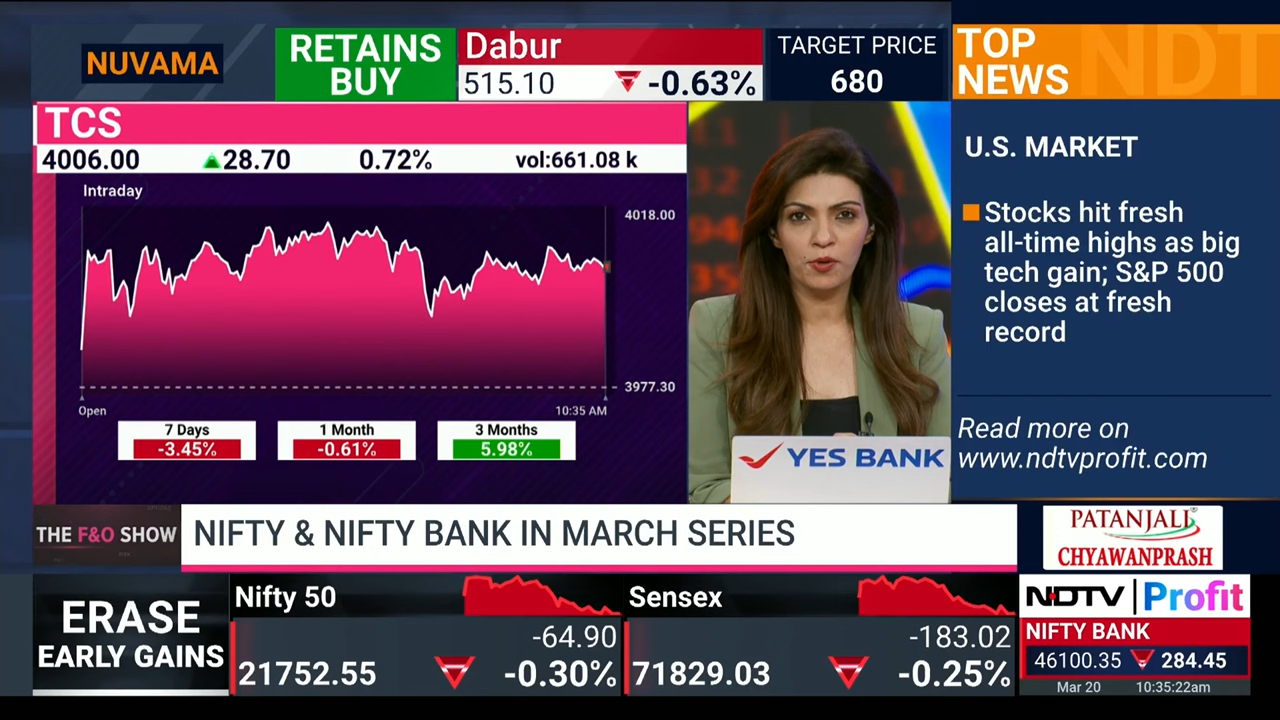 NUVAMA
RETAINS
BUY
Dabur
515.10 -0.63%
TARGET PRICE
680
TOP
NEWS
TCS
4006.00 28.70 0.72% vol:661.08 k
Intraday
4018.00
3977.30
Open 10:35 AM
7 Days
-3.45%
1 Month
-0.61%
3 Months
5.98%
YES BANK
U.S. MARKET
Stocks hit fresh
all-time highs as big
tech gain; S&P 500
closes at fresh
record
Read more on
www.ndtvprofit.com
THE F&O SHOW
NIFTY & NIFTY BANK IN MARCH SERIES
PATANJALI
CHYAWANPRASH
ERASE
EARLY GAINS
Nifty 50
-64.90
21752.55 -0.30%
Sensex
-183.02
71829.03 -0.25%
NDTV Profit
NIFTY BANK
46100.35 284.45
Mar 20 10:35:22am